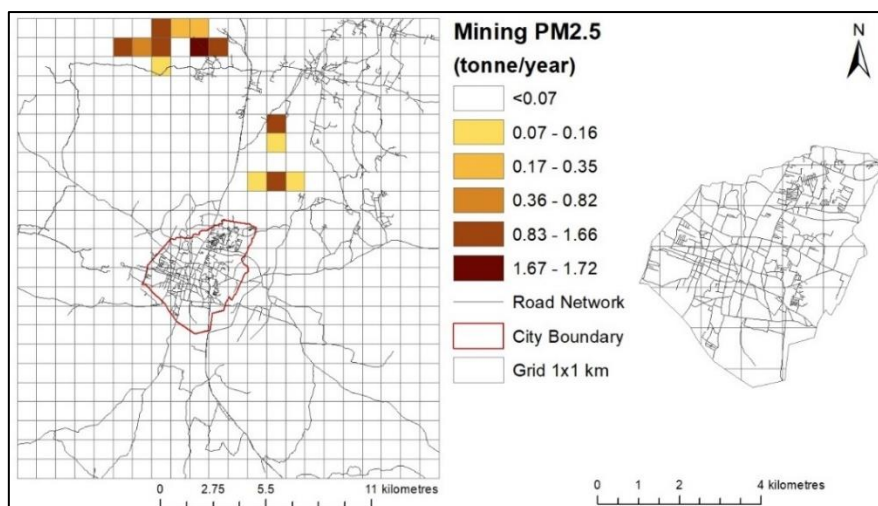 Mining PM2.5
(tonne/year)
<0.07
0.07 - 0.16
0.17 - 0.35
0.36 - 0.82
0.83 - 1.66
1.67 - 1.72
Road Network
City Boundary
Grid 1x1 km
N
0 2.75 5.5 11 kilometres
0 1 2 4 kilometres